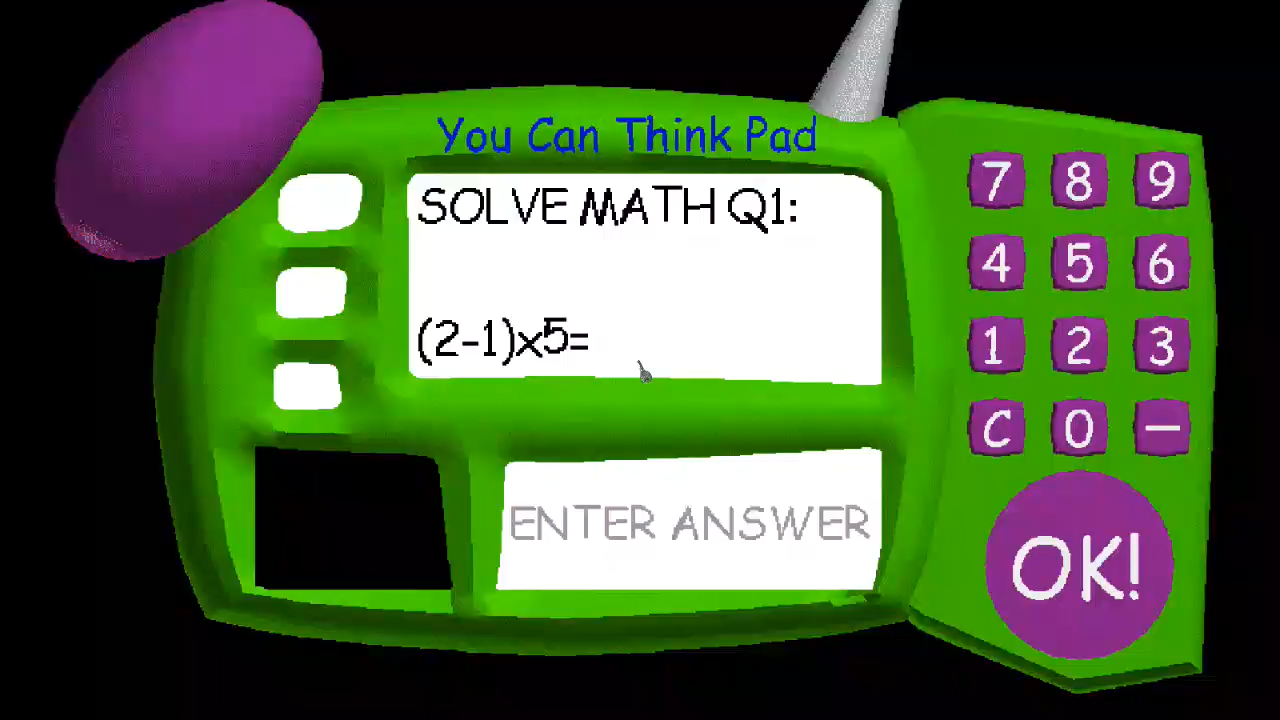 You Can Think Pad
SOLVE MATH Q1:
(2-1)x5=
ENTER ANSWER
7 8 9
4 5 6
1 2 3
C 0 -
OK!